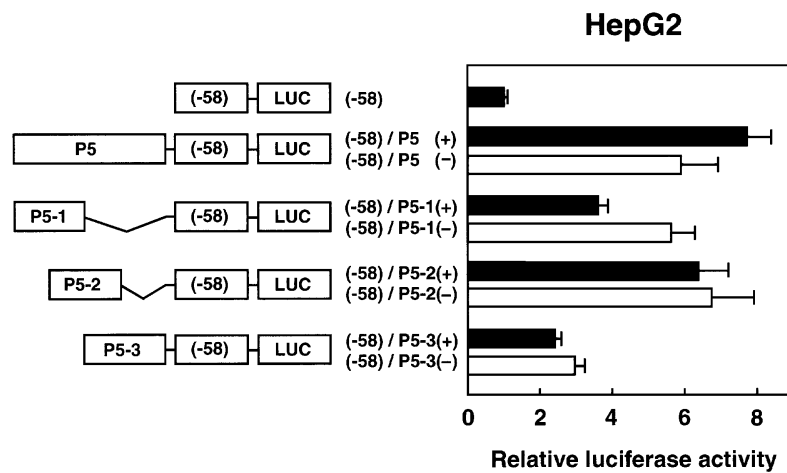 HepG2
(-58) LUC (-58)
P5 (-58) LUC (-58) / P5 (+)
(-58) / P5 (−)
P5-1 (-58) LUC (-58) / P5-1(+)
(-58) / P5-1(−)
P5-2 (-58) LUC (-58) / P5-2(+)
(-58) / P5-2(−)
P5-3 (-58) LUC (-58) / P5-3(+)
(-58) / P5-3(−)
0 2 4 6 8
Relative luciferase activity